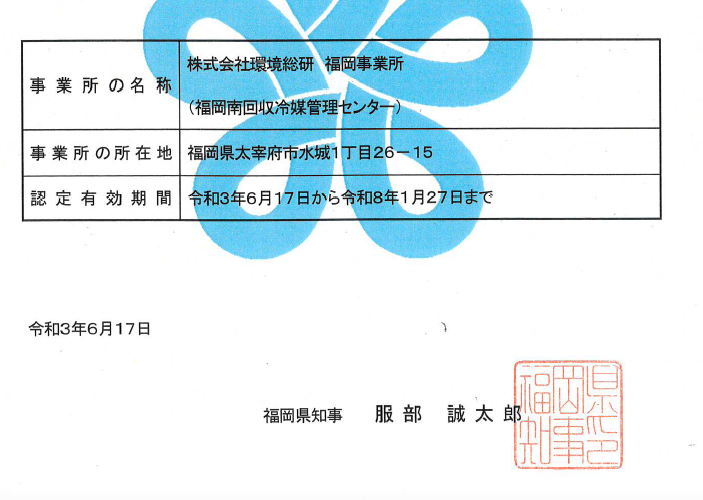 事業所の名称
株式会社環境総研 福岡事業所
（福岡南回収冷媒管理センター）
事業所の所在地
福岡県太宰府市水城1丁目26－15
認定有効期間
令和3年6月17日から令和8年1月27日まで
令和3年6月17日
福岡県知事 服部 誠太郎
福岡県知事印